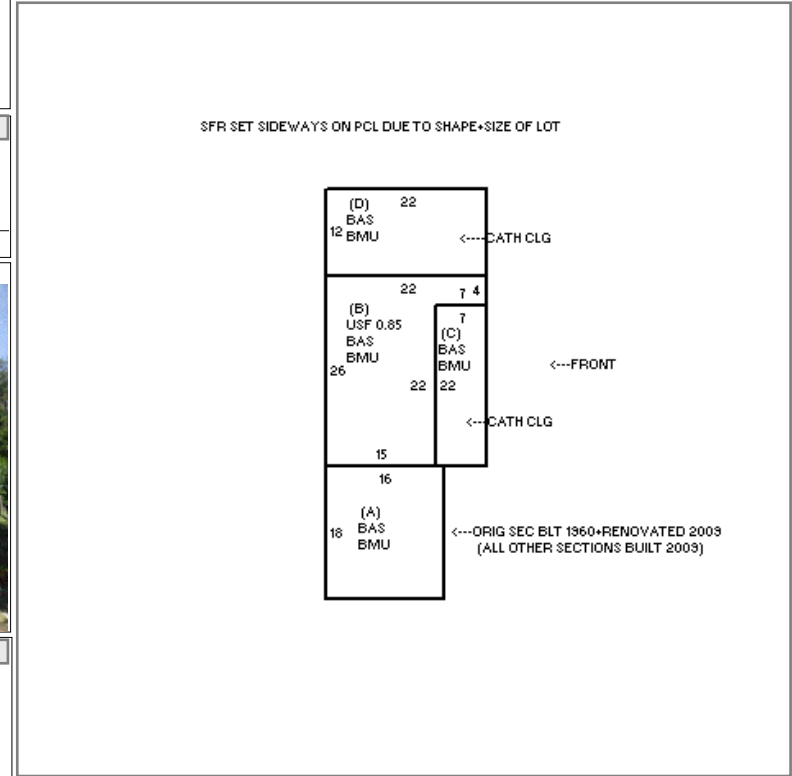 SFR SET SIDEWAYS ON PCL DUE TO SHAPE+SIZE OF LOT
(D) 22
BAS
12 BMU <----CATH CLG
22 7 4
(B) 7
USF 0.85 (C)
BAS BAS
BMU BMU <---FRONT
26
22 22
<---CATH CLG
15
16
(A)
18 BAS <---ORIG SEC BLT 1960+RENOVATED 2009
BMU (ALL OTHER SECTIONS BUILT 2009)